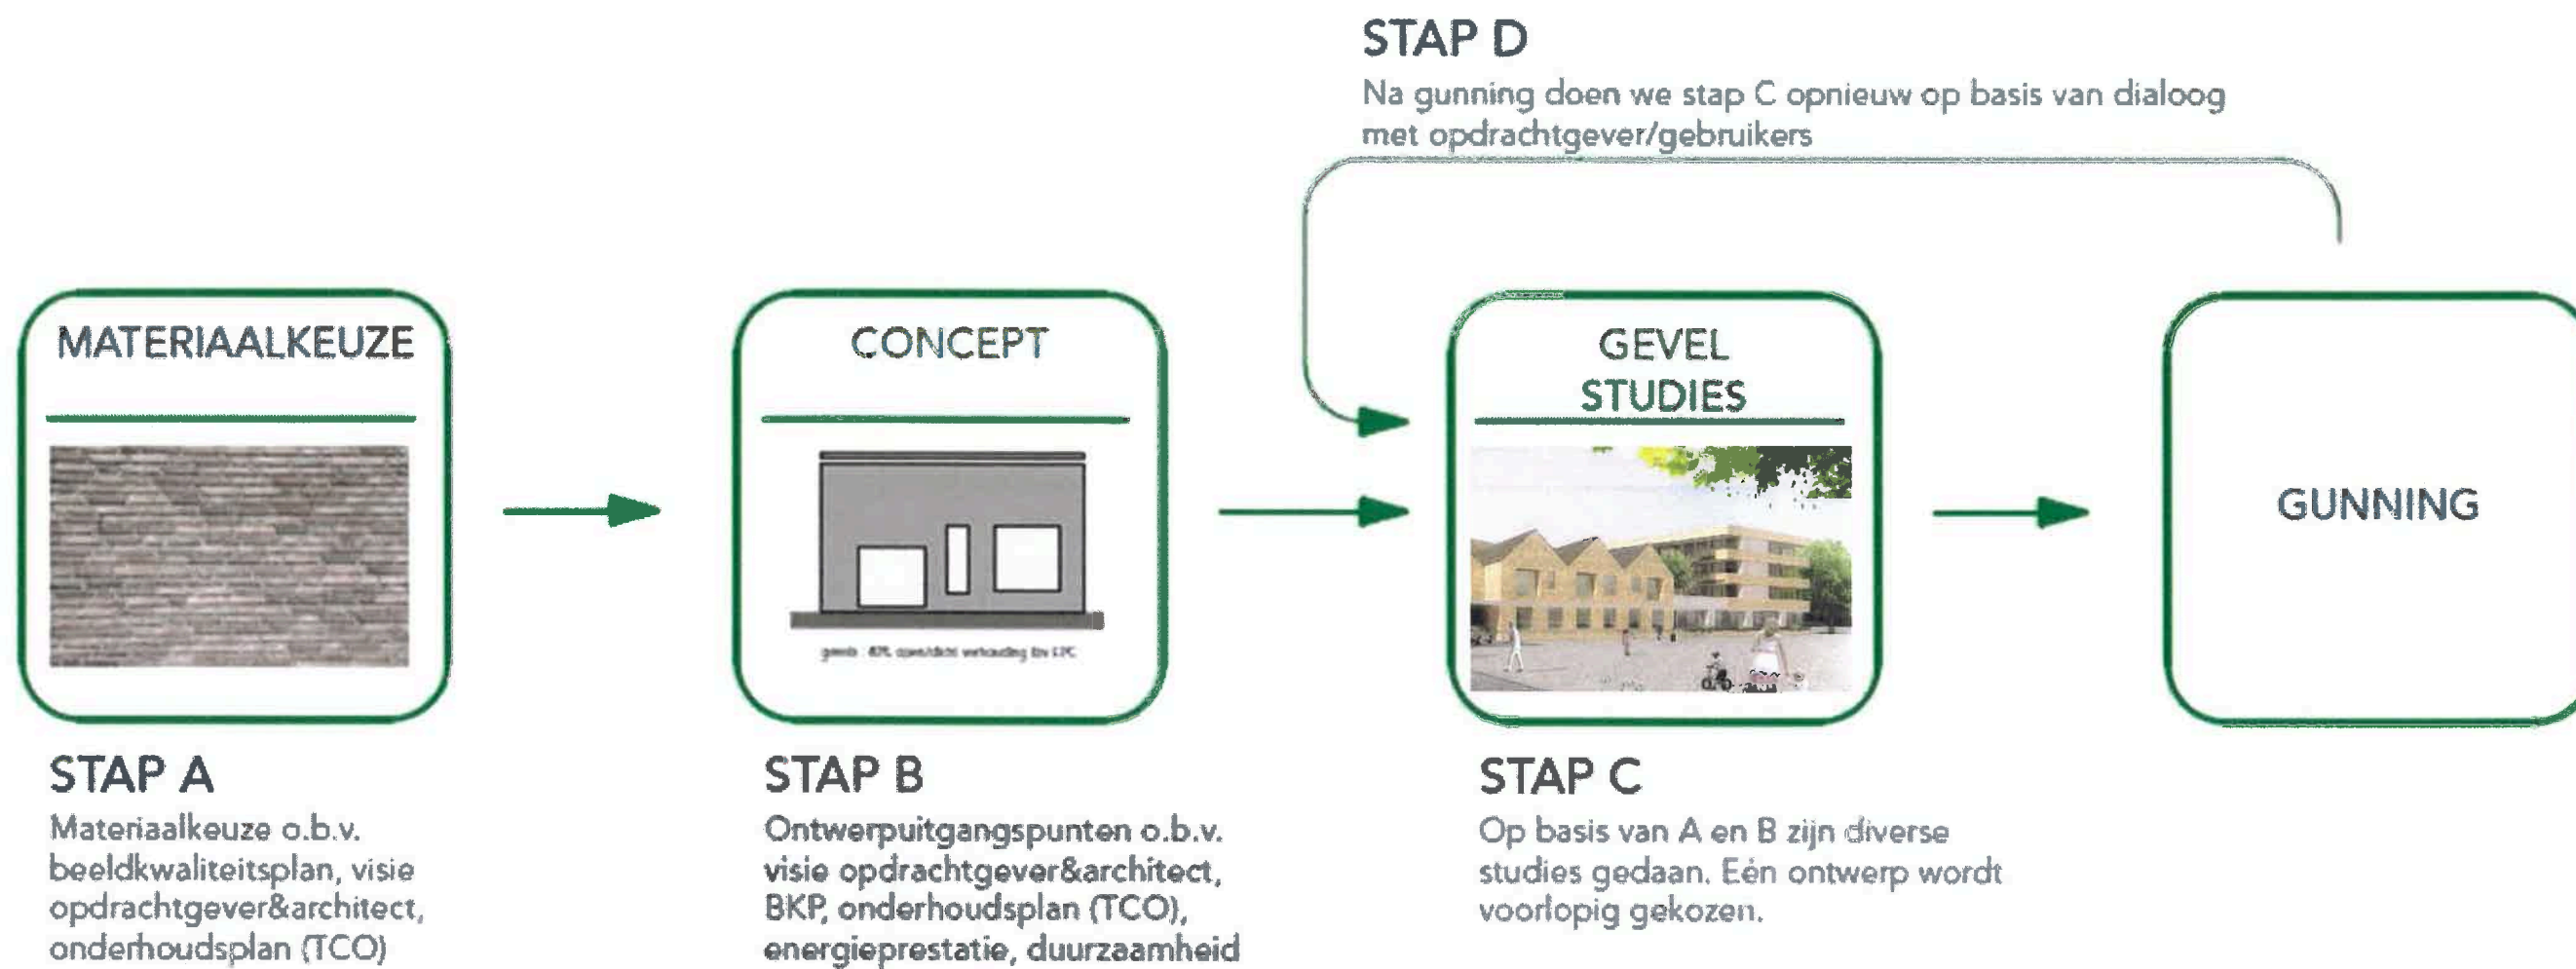 STAP D
Na gunning doen we stap C opnieuw op basis van dialoog
met opdrachtgever/gebruikers
MATERIAALKEUZE
CONCEPT
GEVEL
STUDIES
GUNNING
STAP A
Materiaalkeuze o.b.v.
beeldkwaliteitsplan, visie
opdrachtgever&architect,
onderhoudsplan (TCO)
STAP B
Ontwerpuitgangspunten o.b.v.
visie opdrachtgever&architect,
BKP, onderhoudsplan (TCO),
energieprestatie, duurzaamheid
STAP C
Op basis van A en B zijn diverse
studies gedaan. Eén ontwerp wordt
voorlopig gekozen.